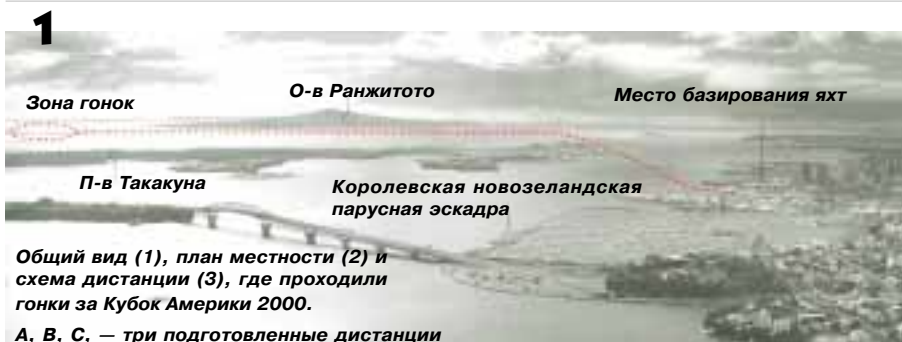 1
О-в Ранжитото
Зона гонок
Место базирования яхт
П-в Такакуна
Королевская новозеландская
парусная эскадра
Общий вид (1), план местности (2) и
схема дистанции (3), где проходили
гонки за Кубок Америки 2000.
А, В, С, — три подготовленные дистанции